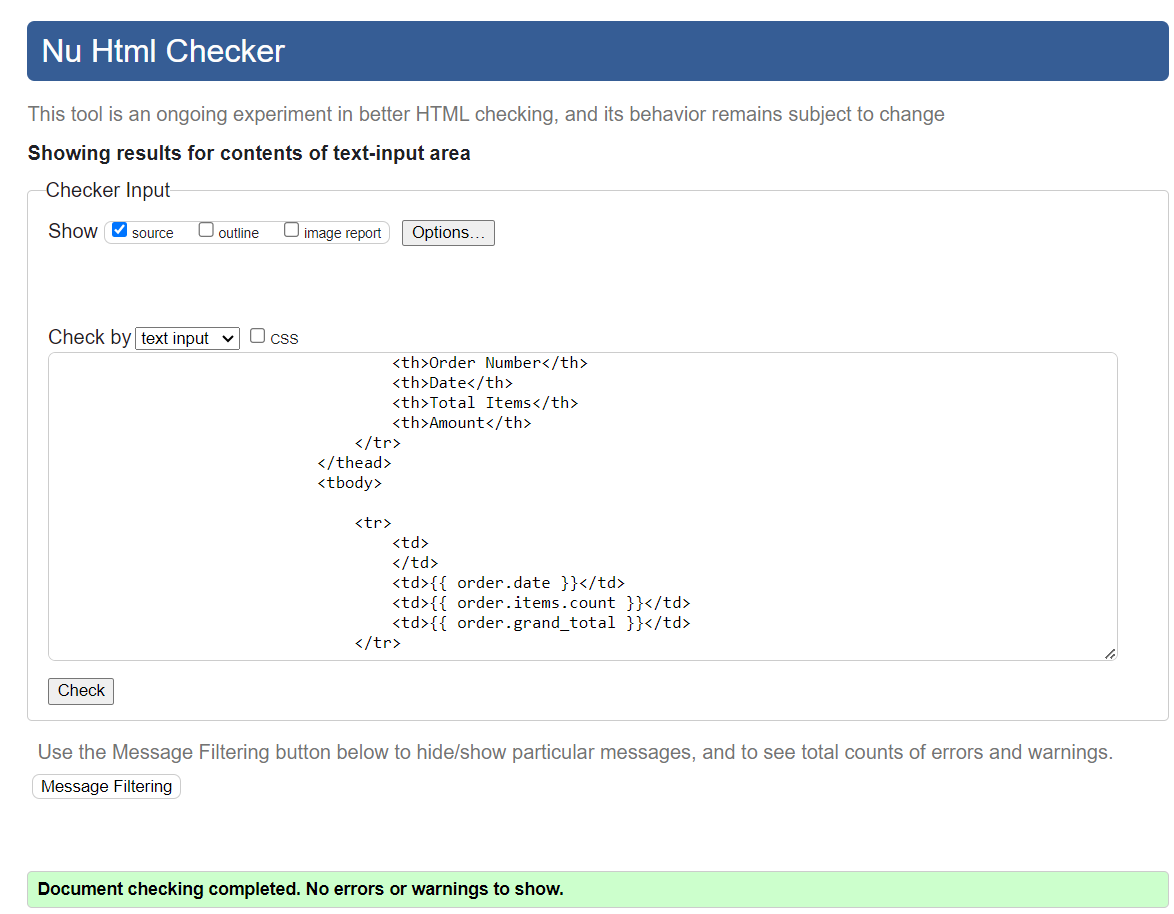 Nu Html Checker
This tool is an ongoing experiment in better HTML checking, and its behavior remains subject to change
Showing results for contents of text-input area
Checker Input
Show source outline image report Options...
Check by text input CSS
<th>Order Number</th>
<th>Date</th>
<th>Total Items</th>
<th>Amount</th>
</tr>
</thead>
<tbody>
<tr>
<td>
</td>
<td>{{ order.date }}</td>
<td>{{ order.items.count }}</td>
<td>{{ order.grand_total }}</td>
</tr>
Check
Use the Message Filtering button below to hide/show particular messages, and to see total counts of errors and warnings.
Message Filtering
Document checking completed. No errors or warnings to show.